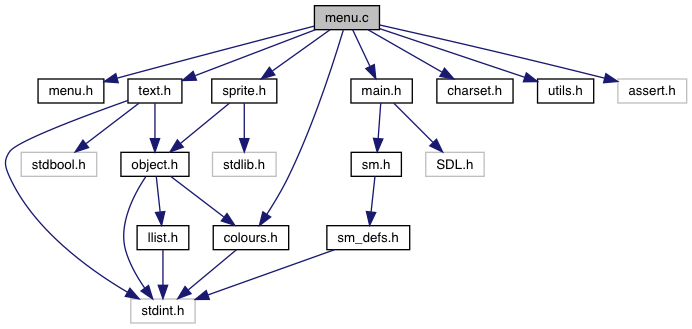 menu.c
menu.h
text.h
sprite.h
main.h
charset.h
utils.h
assert.h
stdbool.h
object.h
stdlib.h
sm.h
SDL.h
llist.h
colours.h
sm_defs.h
stdint.h